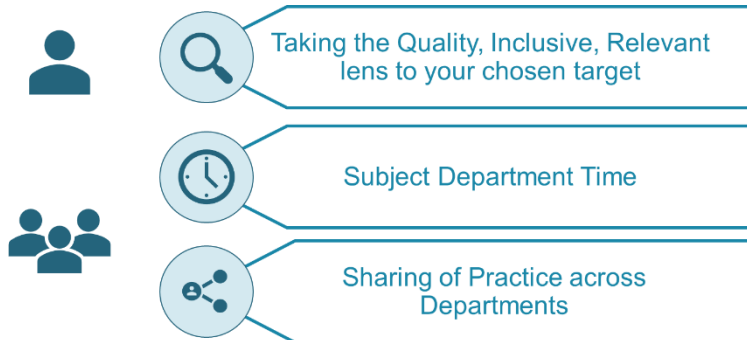 Taking the Quality, Inclusive, Relevant
lens to your chosen target
Subject Department Time
Sharing of Practice across
Departments